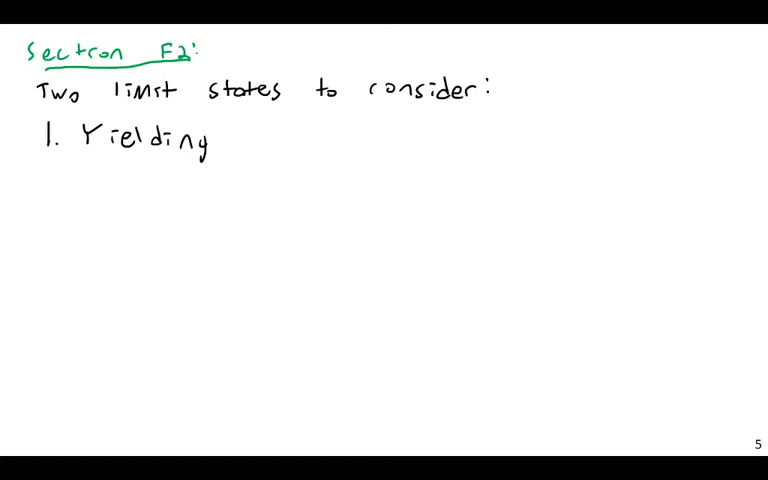 Section F2:
Two limit states to consider:
1. Yielding
5